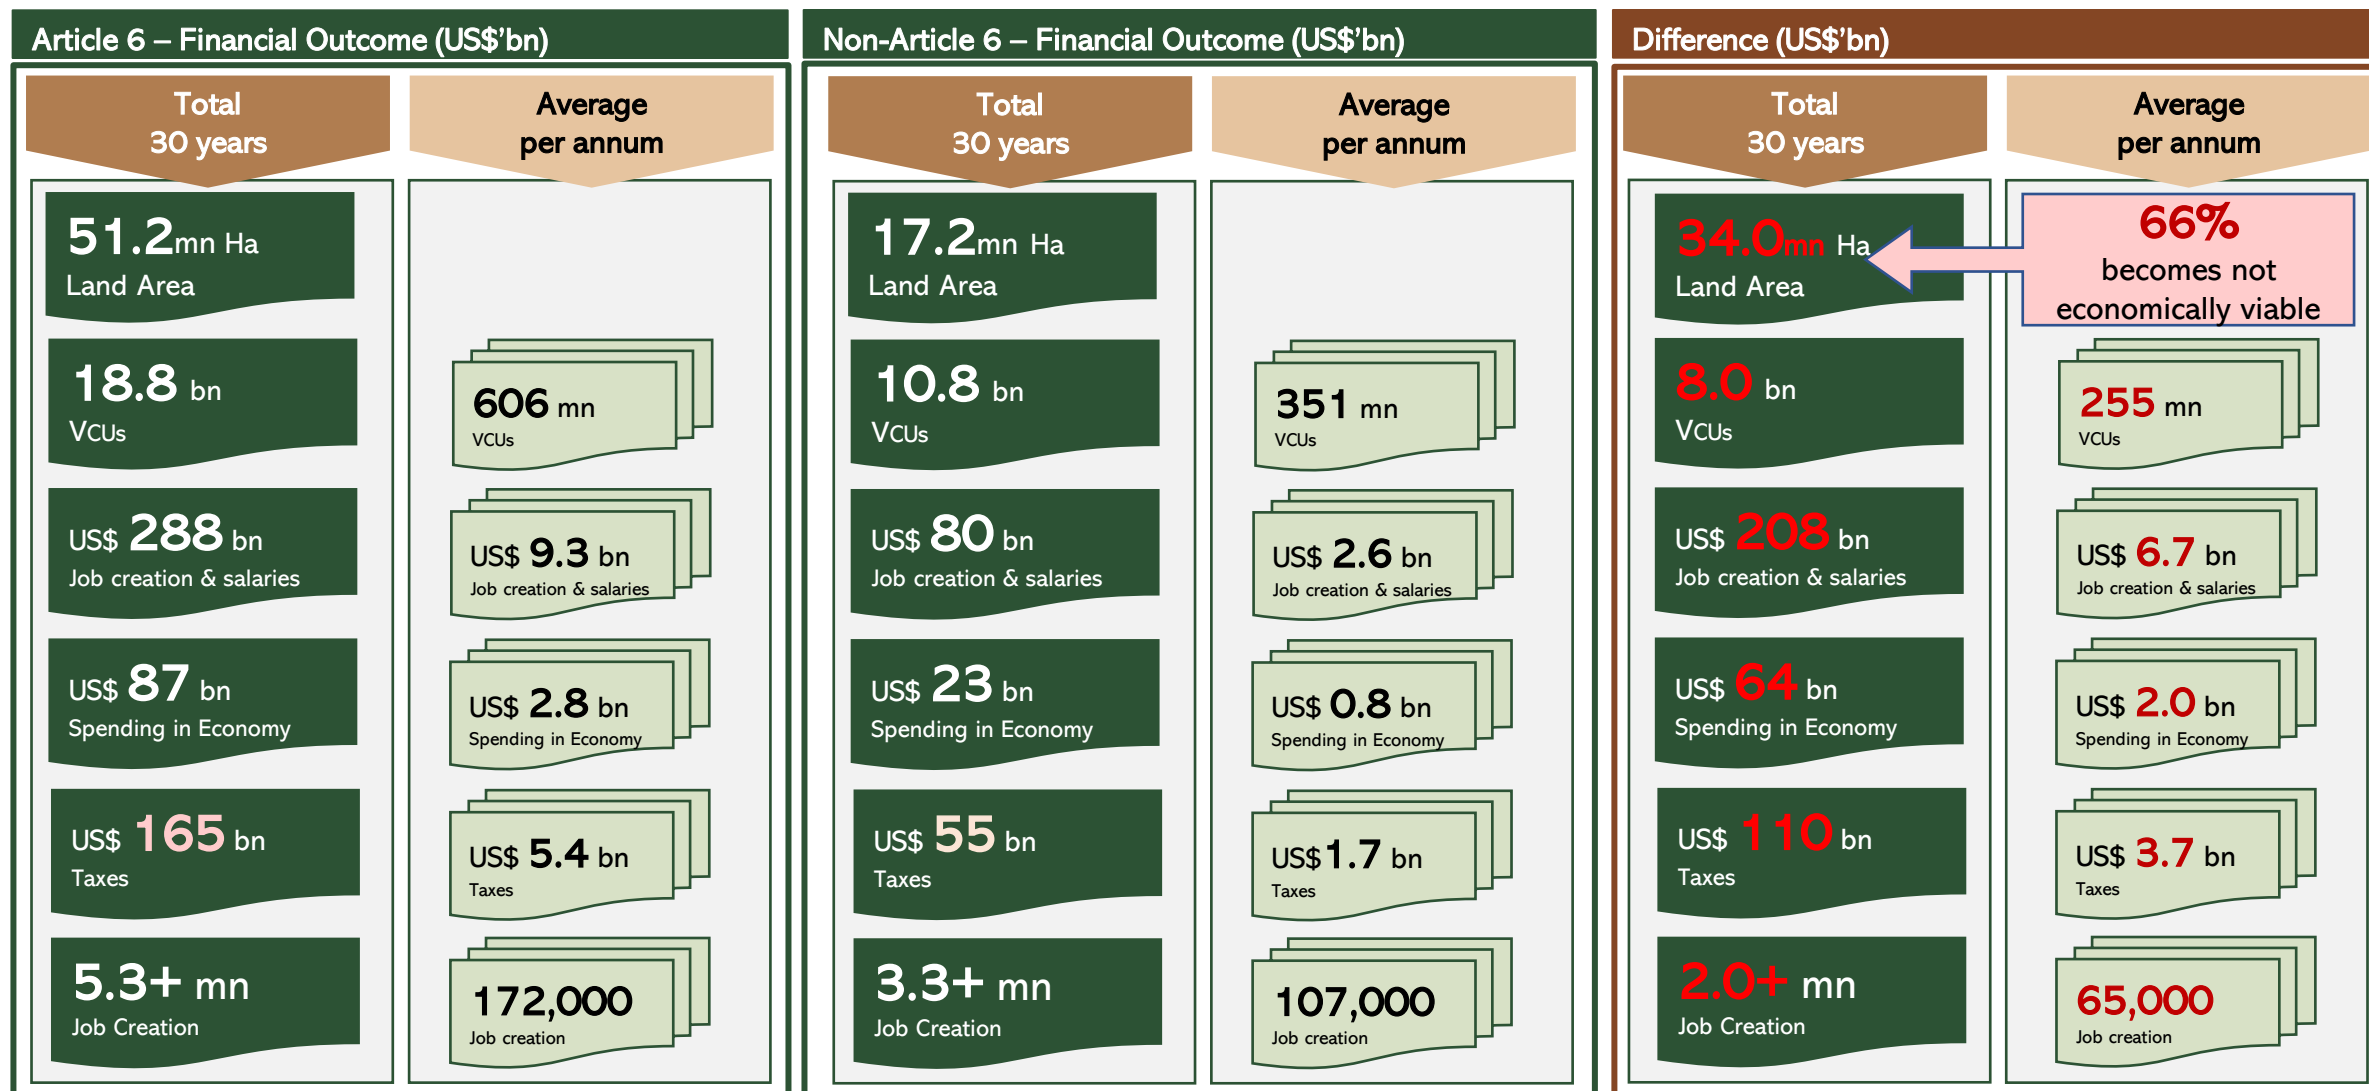 Article 6 – Financial Outcome (US$'bn)
Total
30 years
Average
per annum
51.2mn Ha
Land Area
18.8 bn
VCUs
606 mn
VCUs
US$ 288 bn
Job creation & salaries
US$ 9.3 bn
Job creation & salaries
US$ 87 bn
Spending in Economy
US$ 2.8 bn
Spending in Economy
US$ 165 bn
Taxes
US$ 5.4 bn
Taxes
5.3+ mn
Job Creation
172,000
Job creation
Non-Article 6 – Financial Outcome (US$'bn)
Total
30 years
Average
per annum
17.2mn Ha
Land Area
10.8 bn
VCUs
351 mn
VCUs
US$ 80 bn
Job creation & salaries
US$ 2.6 bn
Job creation & salaries
US$ 23 bn
Spending in Economy
US$ 0.8 bn
Spending in Economy
US$ 55 bn
Taxes
US$1.7 bn
Taxes
3.3+ mn
Job Creation
107,000
Job creation
Difference (US$'bn)
Total
30 years
Average
per annum
34.0mn Ha
Land Area
66%
becomes not
economically viable
8.0 bn
VCUs
255 mn
VCUs
US$ 208 bn
Job creation & salaries
US$ 6.7 bn
Job creation & salaries
US$ 64 bn
Spending in Economy
US$ 2.0 bn
Spending in Economy
US$ 110 bn
Taxes
US$ 3.7 bn
Taxes
2.0+ mn
Job Creation
65,000
Job creation